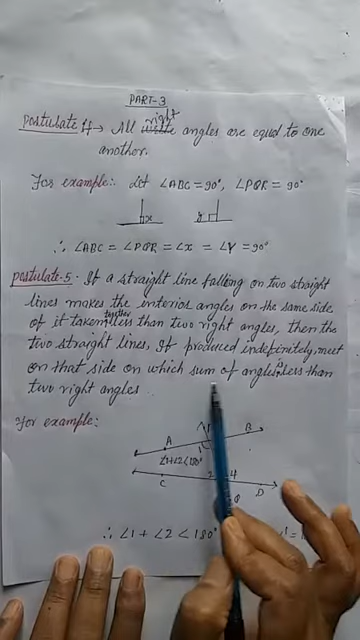 PART-3
Postulate 4 → All right angles are equal to one
another.
For example:- Let ∠ABC = 90°, ∠PQR = 90°
x y
∴ ∠ABC = ∠PQR = ∠x = ∠Y = 90°
Postulate-5. If a straight line falling on two straight
lines makes the interior angles on the same side
of it taken together less than two right angles, then the
two straight lines, If produced indefinitely, meet
on that side on which sum of angles is less than
two right angles.
For example:
A B
∠1+∠2<180° 1
2 4
C D
∴ ∠1 + ∠2 < 180°